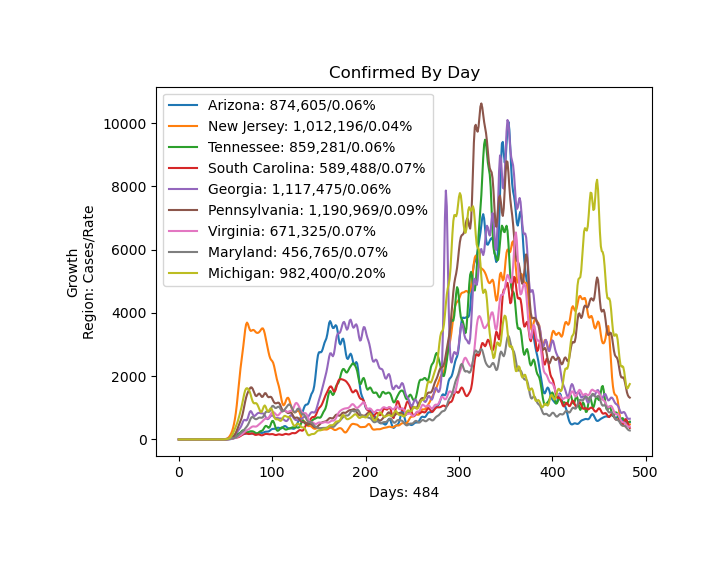 Confirmed By Day
Growth
Region: Cases/Rate
10000
8000
6000
4000
2000
0
Arizona: 874,605/0.06%
New Jersey: 1,012,196/0.04%
Tennessee: 859,281/0.06%
South Carolina: 589,488/0.07%
Georgia: 1,117,475/0.06%
Pennsylvania: 1,190,969/0.09%
Virginia: 671,325/0.07%
Maryland: 456,765/0.07%
Michigan: 982,400/0.20%
0 100 200 300 400 500
Days: 484